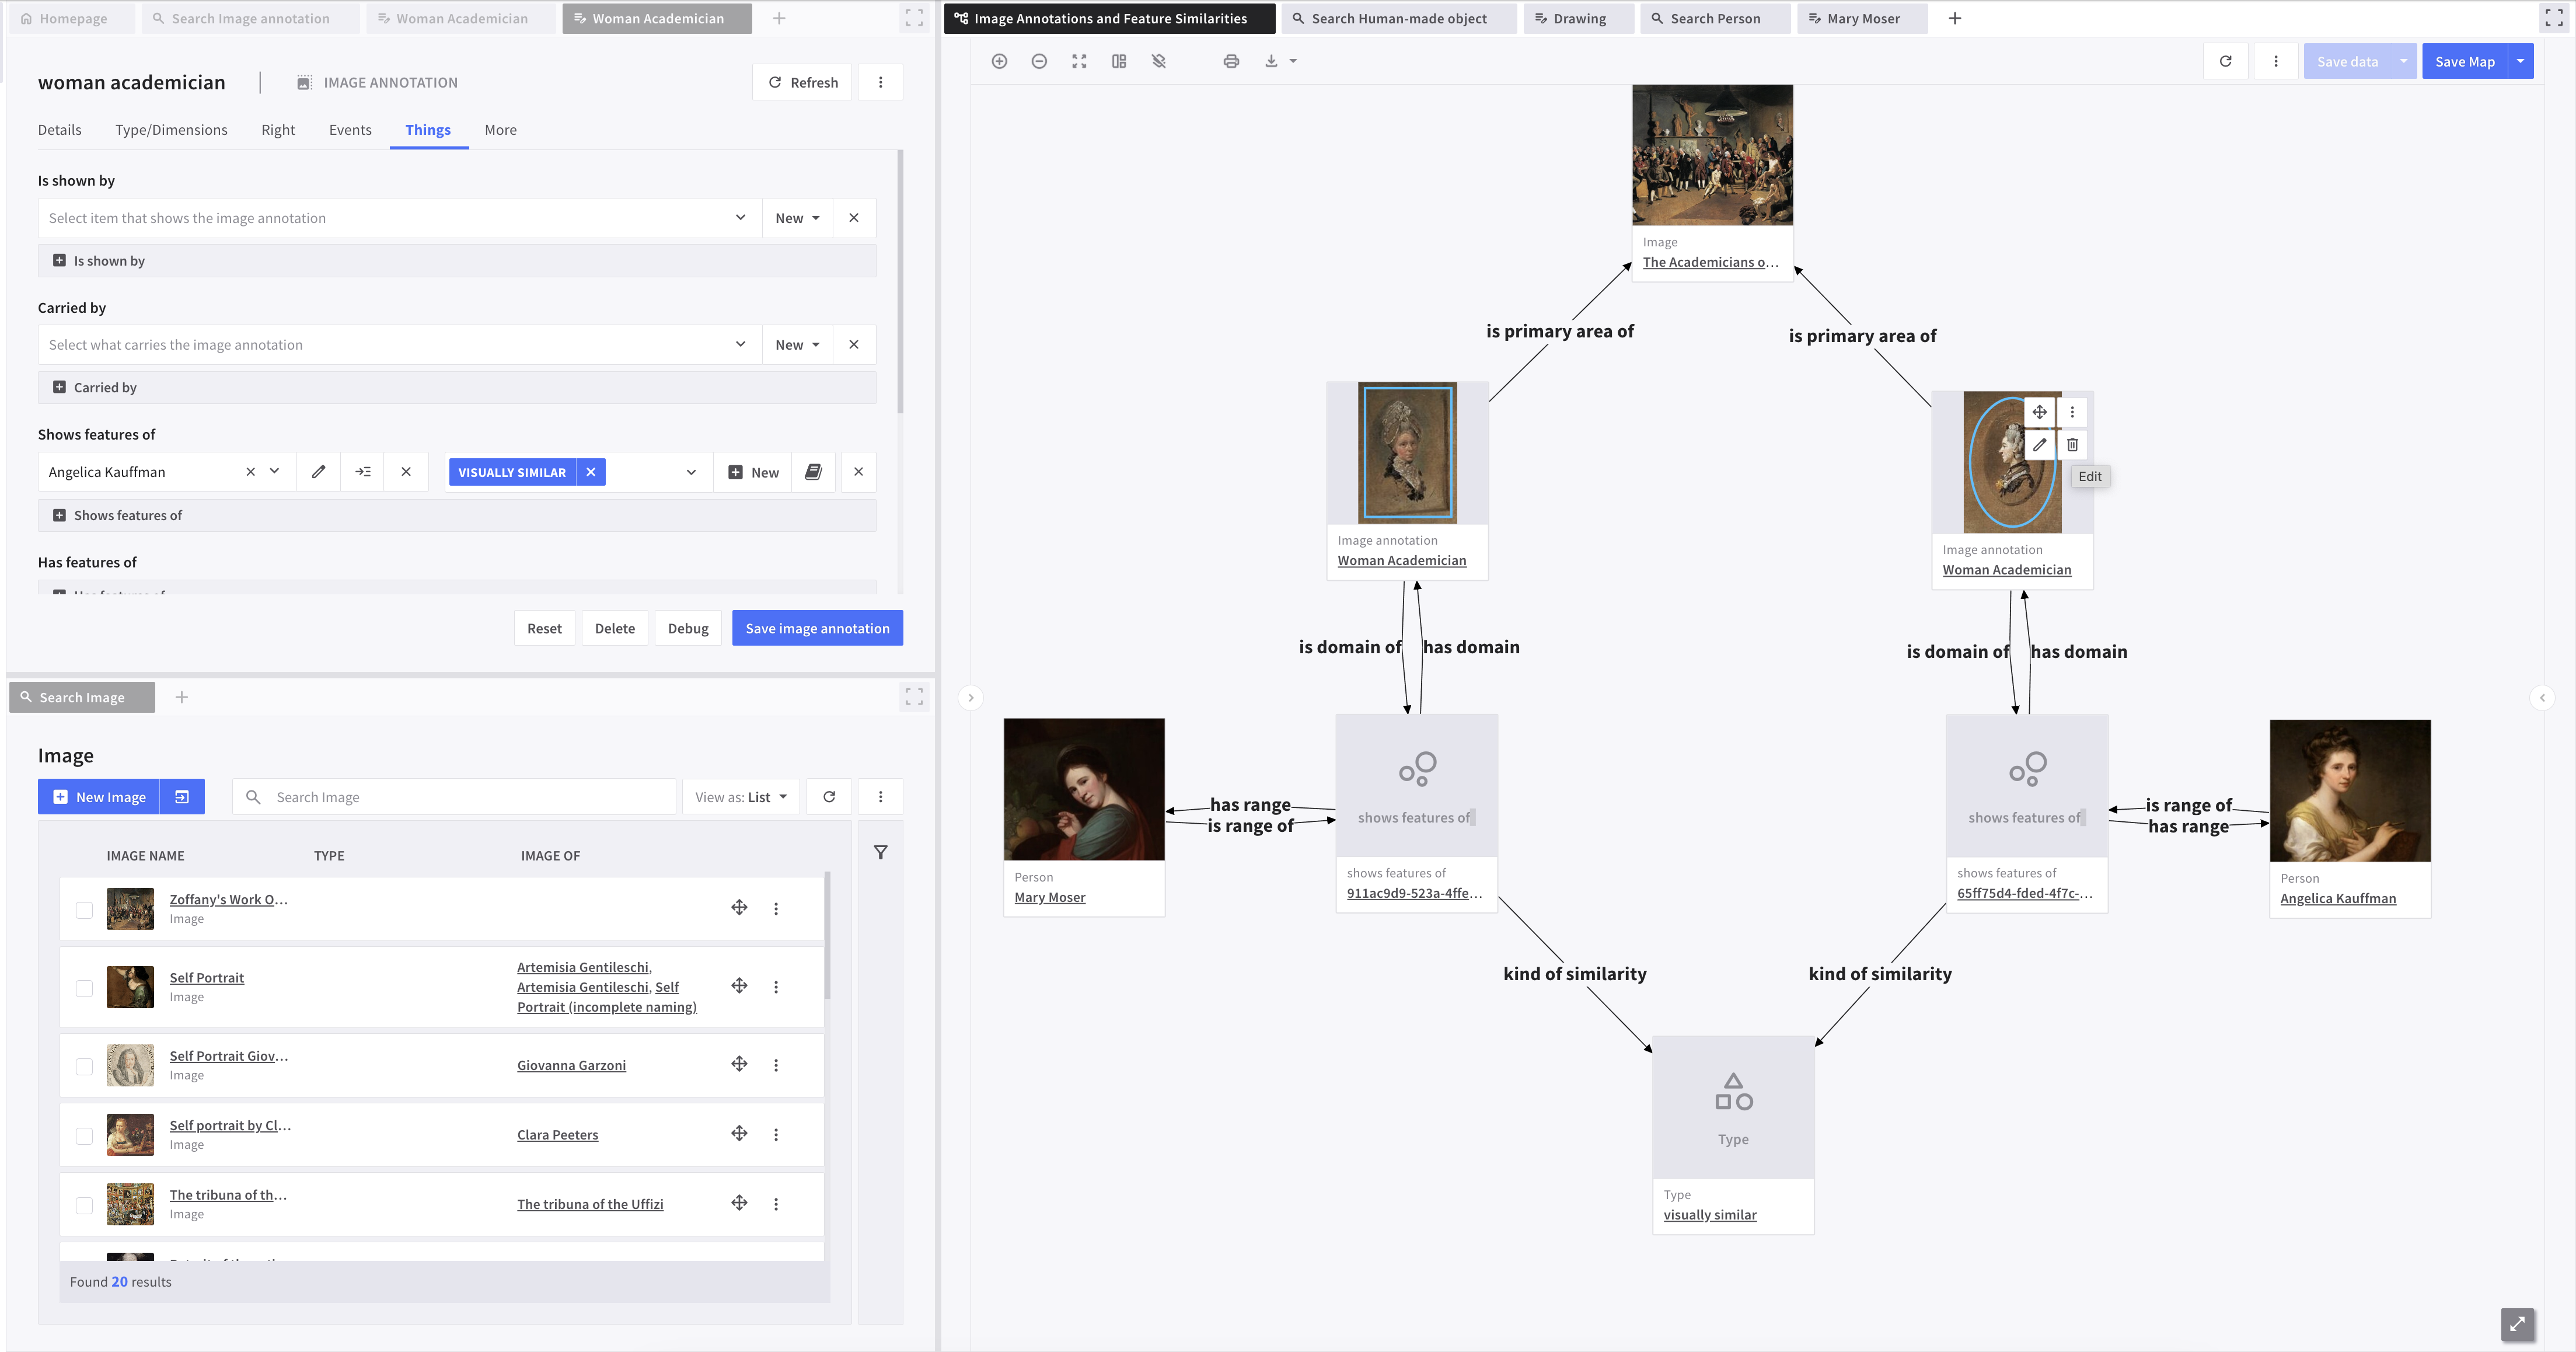 Homepage
Search Image annotation
Woman Academician
Woman Academician
woman academician
IMAGE ANNOTATION
Refresh
Details
Type/Dimensions
Right
Events
Things
More
Is shown by
Select item that shows the image annotation
New
Is shown by
Carried by
Select what carries the image annotation
New
Carried by
Shows features of
Angelica Kauffman
VISUALLY SIMILAR
New
Shows features of
Has features of
Has features of
Reset
Delete
Debug
Save image annotation
Search Image
Image
New Image
Search Image
View as: List
IMAGE NAME
TYPE
IMAGE OF
Zoffany's Work O...
Image
Self Portrait
Image
Artemisia Gentileschi,
Artemisia Gentileschi, Self
Portrait (incomplete naming)
Self Portrait Giov...
Image
Giovanna Garzoni
Self portrait by Cl...
Image
Clara Peeters
The tribuna of th...
Image
The tribuna of the Uffizi
Found 20 results
Image Annotations and Feature Similarities
Search Human-made object
Drawing
Search Person
Mary Moser
Save data
Save Map
Image
The Academicians o...
is primary area of
is primary area of
Image annotation
Woman Academician
Edit
Image annotation
Woman Academician
is domain of
has domain
is domain of
has domain
Person
Mary Moser
has range
is range of
shows features of
shows features of
911ac9d9-523a-4ffe...
shows features of
shows features of
65ff75d4-fded-4f7c-...
is range of
has range
Person
Angelica Kauffman
kind of similarity
kind of similarity
Type
Type
visually similar